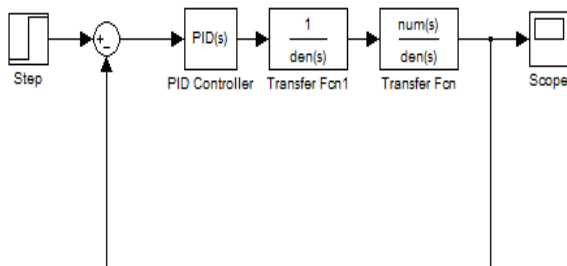 PID(s)
1
den(s)
num(s)
den(s)
+
−
Step
PID Controller
Transfer Fcn1
Transfer Fcn
Scope